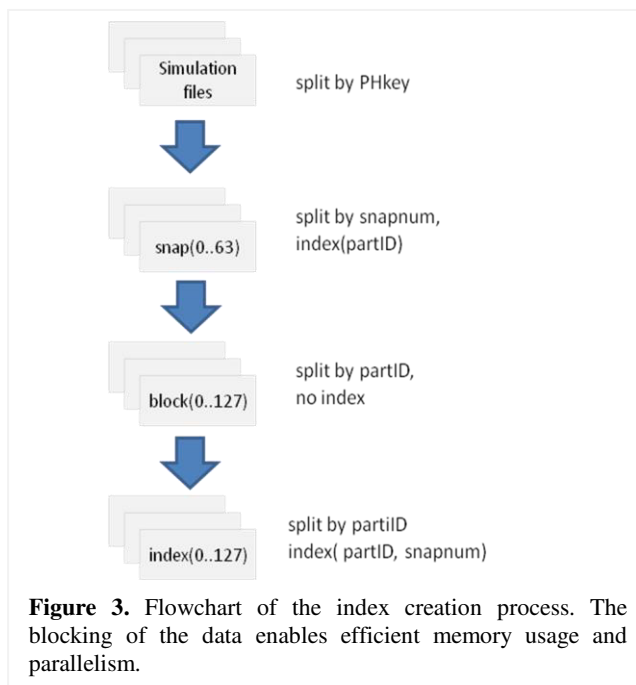 Simulation
files
split by PHkey
snap(0..63)
split by snapnum,
index(partID)
block(0..127)
split by partID,
no index
index(0..127)
split by partiID
index( partID, snapnum)
Figure 3. Flowchart of the index creation process. The
blocking of the data enables efficient memory usage and
parallelism.